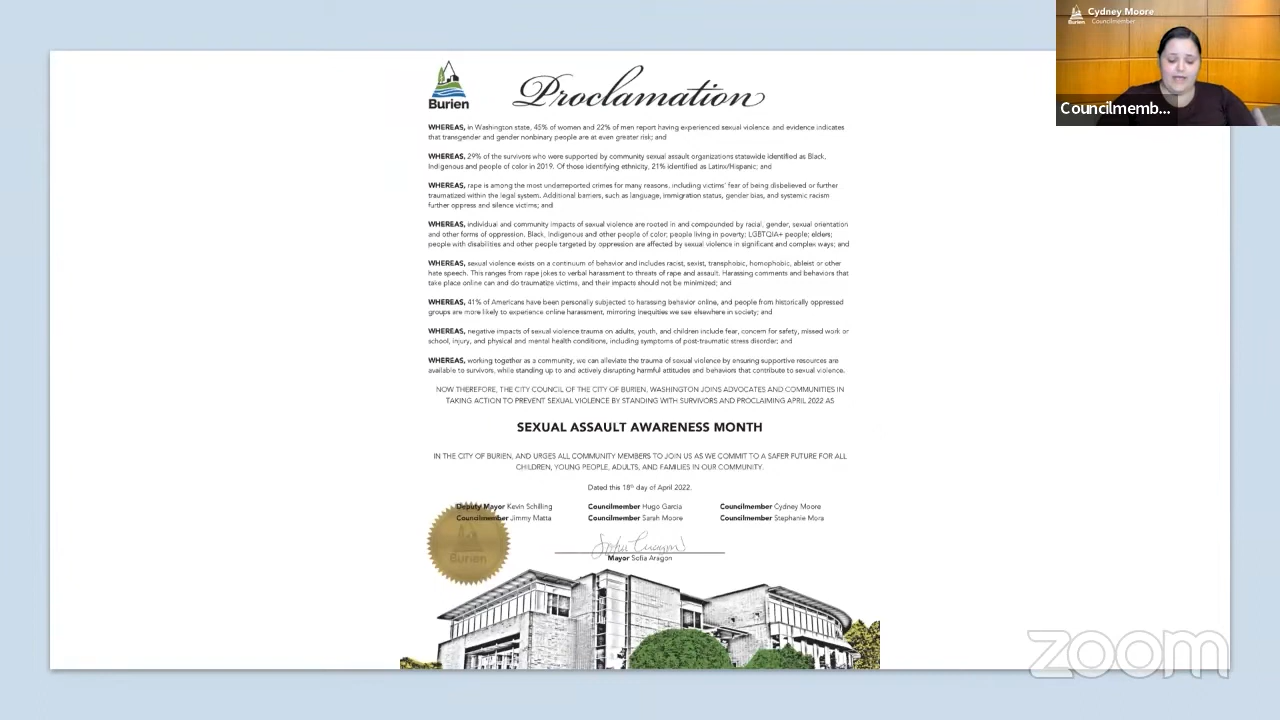 Burien
Cydney Moore
Councilmember
Councilmemb...
Burien
Proclamation
WHEREAS, in Washington state, 45% of women and 22% of men report having experienced sexual violence, and evidence indicates
that transgender and gender nonbinary people are at even greater risk; and
WHEREAS, 29% of the survivors who were supported by community sexual assault organizations statewide identified as Black,
Indigenous and people of color in 2019. Of those identifying ethnicity, 21% identified as Latinx/Hispanic; and
WHEREAS, rape is among the most underreported crimes for many reasons, including victims' fear of being disbelieved or further
traumatized within the legal system. Additional barriers, such as language, immigration status, gender bias, and systemic racism
further oppress and silence victims; and
WHEREAS, individual and community impacts of sexual violence are rooted in and compounded by racial, gender, sexual orientation
and other forms of oppression. Black, Indigenous and other people of color; people living in poverty; LGBTQIA+ people; elders;
people with disabilities and other people targeted by oppression are affected by sexual violence in significant and complex ways; and
WHEREAS, sexual violence exists on a continuum of behavior and includes racist, sexist, transphobic, homophobic, ableist or other
hate speech. This ranges from rape jokes to verbal harassment to threats of rape and assault. Harassing comments and behaviors that
take place online can and do traumatize victims, and their impacts should not be minimized; and
WHEREAS, 41% of Americans have been personally subjected to harassing behavior online, and people from historically oppressed
groups are more likely to experience online harassment, mirroring inequities we see elsewhere in society; and
WHEREAS, negative impacts of sexual violence trauma on adults, youth, and children include fear, concern for safety, missed work or
school, injury, and physical and mental health conditions, including symptoms of post-traumatic stress disorder; and
WHEREAS, working together as a community, we can alleviate the trauma of sexual violence by ensuring supportive resources are
available to survivors, while standing up to and actively disrupting harmful attitudes and behaviors that contribute to sexual violence.
NOW THEREFORE, THE CITY COUNCIL OF THE CITY OF BURIEN, WASHINGTON JOINS ADVOCATES AND COMMUNITIES IN
TAKING ACTION TO PREVENT SEXUAL VIOLENCE BY STANDING WITH SURVIVORS AND PROCLAIMING APRIL 2022 AS
SEXUAL ASSAULT AWARENESS MONTH
IN THE CITY OF BURIEN, AND URGES ALL COMMUNITY MEMBERS TO JOIN US AS WE COMMIT TO A SAFER FUTURE FOR ALL
CHILDREN, YOUNG PEOPLE, ADULTS, AND FAMILIES IN OUR COMMUNITY.
Dated this 18th day of April 2022.
Deputy Mayor Kevin Schilling Councilmember Hugo Garcia Councilmember Cydney Moore
Councilmember Jimmy Matta Councilmember Sarah Moore Councilmember Stephanie Mora
Sofia Aragon
Mayor Sofia Aragon
Burien
zoom